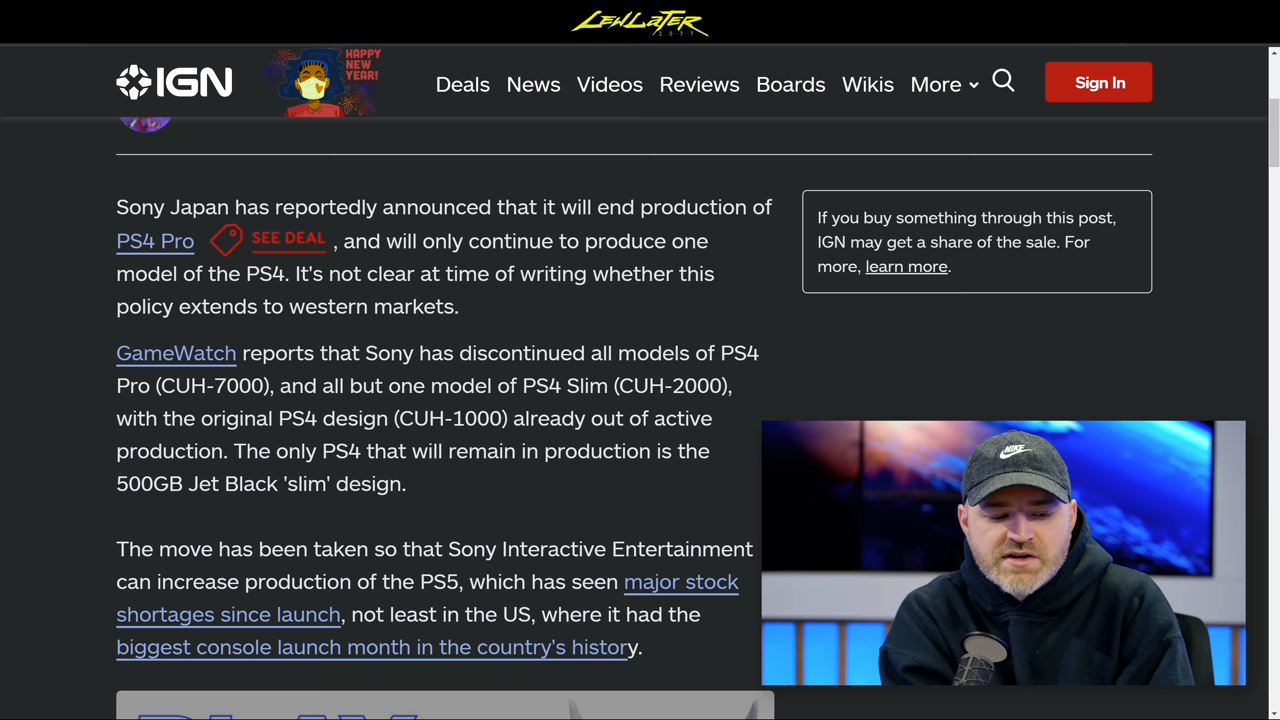 LEWLATER
2077
IGN
HAPPY
NEW
YEAR!
Deals News Videos Reviews Boards Wikis More
Sign In
Sony Japan has reportedly announced that it will end production of
PS4 Pro SEE DEAL , and will only continue to produce one
model of the PS4. It's not clear at time of writing whether this
policy extends to western markets.
If you buy something through this post,
IGN may get a share of the sale. For
more, learn more.
GameWatch reports that Sony has discontinued all models of PS4
Pro (CUH-7000), and all but one model of PS4 Slim (CUH-2000),
with the original PS4 design (CUH-1000) already out of active
production. The only PS4 that will remain in production is the
500GB Jet Black 'slim' design.
The move has been taken so that Sony Interactive Entertainment
can increase production of the PS5, which has seen major stock
shortages since launch, not least in the US, where it had the
biggest console launch month in the country's history.
NIKE